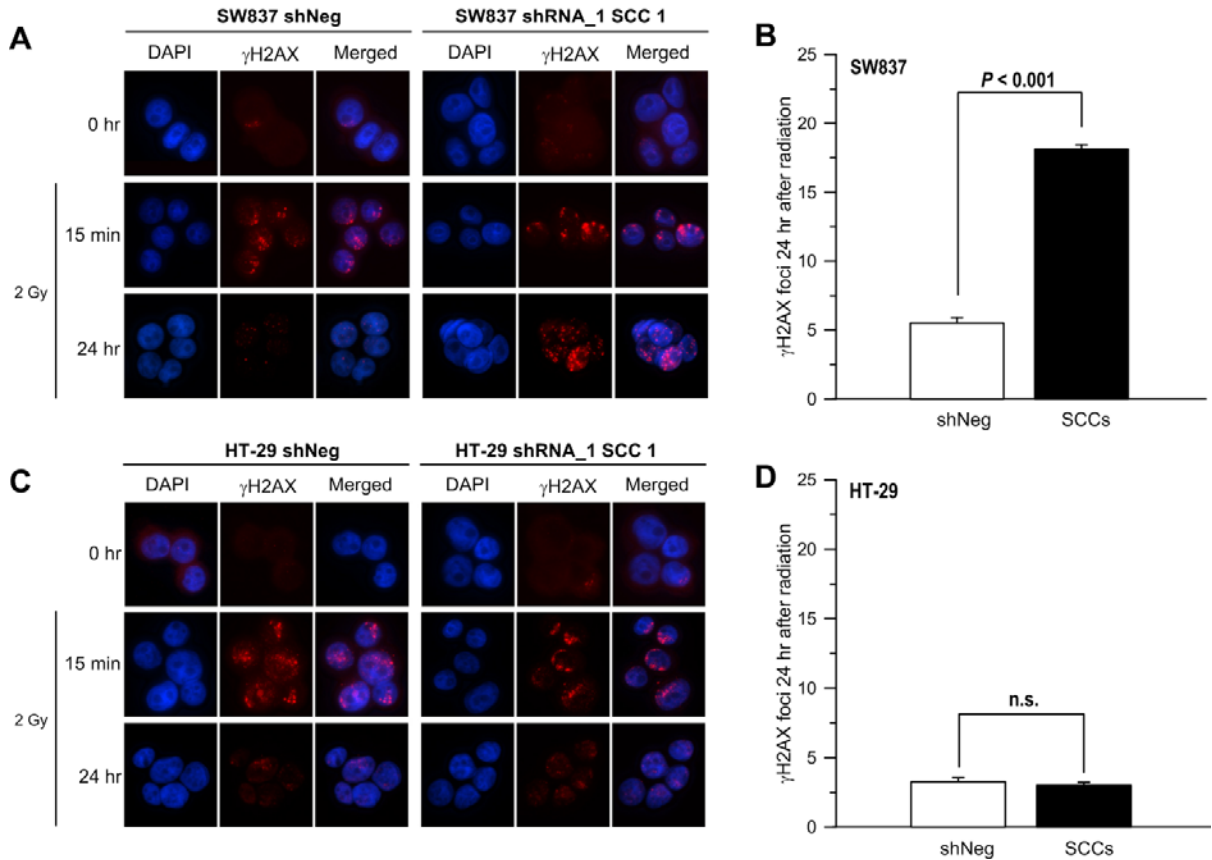 A
SW837 shNeg
SW837 shRNA_1 SCC 1
DAPI γH2AX Merged
DAPI γH2AX Merged
0 hr
15 min
2 Gy
24 hr
B
SW837
P < 0.001
γH2AX foci 24 hr after radiation
25
20
15
10
5
0
shNeg SCCs
C
HT-29 shNeg
HT-29 shRNA_1 SCC 1
DAPI γH2AX Merged
DAPI γH2AX Merged
0 hr
15 min
2 Gy
24 hr
D
HT-29
n.s.
γH2AX foci 24 hr after radiation
25
20
15
10
5
0
shNeg SCCs